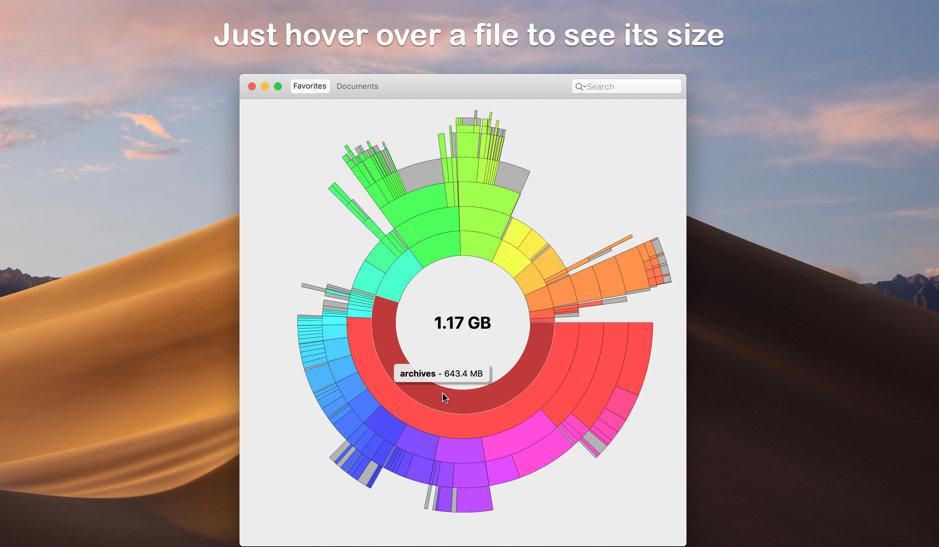 Just hover over a file to see its size
Favorites Documents Search
1.17 GB
archives - 643.4 MB